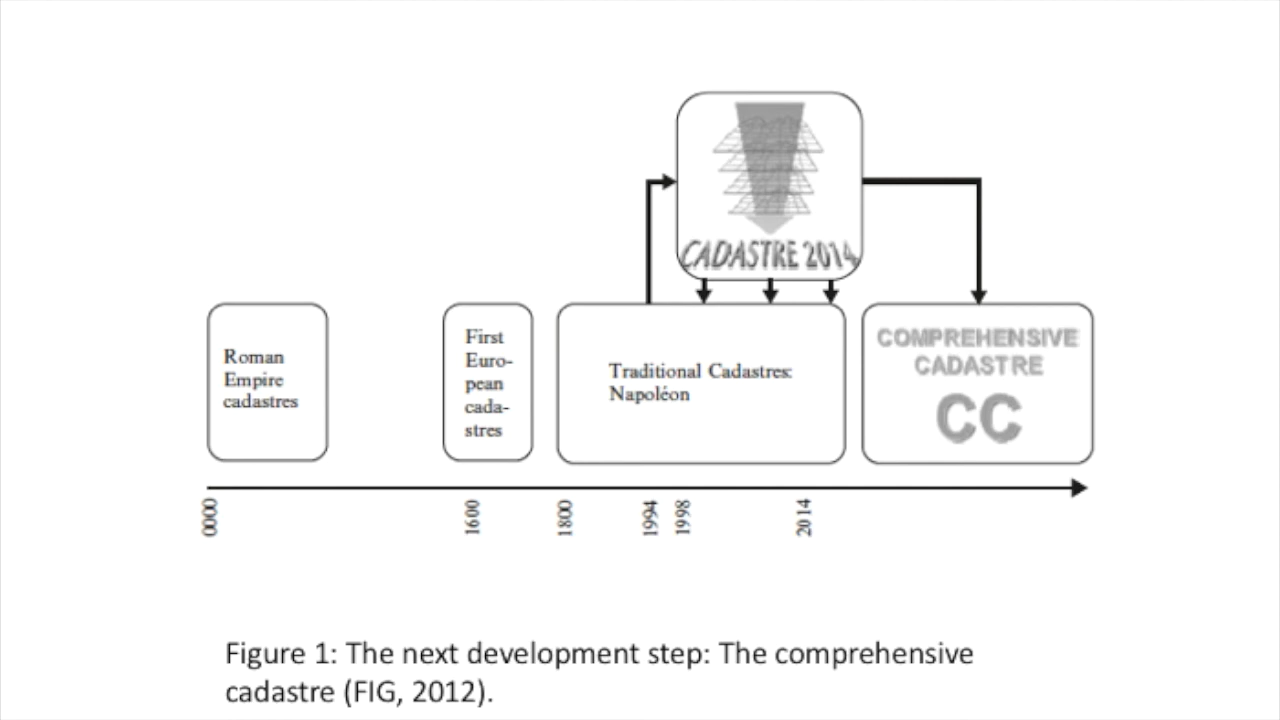 CADASTRE 2014
Roman
Empire
cadastres
First
Euro-
pean
cada-
stres
Traditional Cadastres:
Napoléon
COMPREHENSIVE
CADASTRE
CC
0000
1600
1800
1994
1998
2014
Figure 1: The next development step: The comprehensive
cadastre (FIG, 2012).